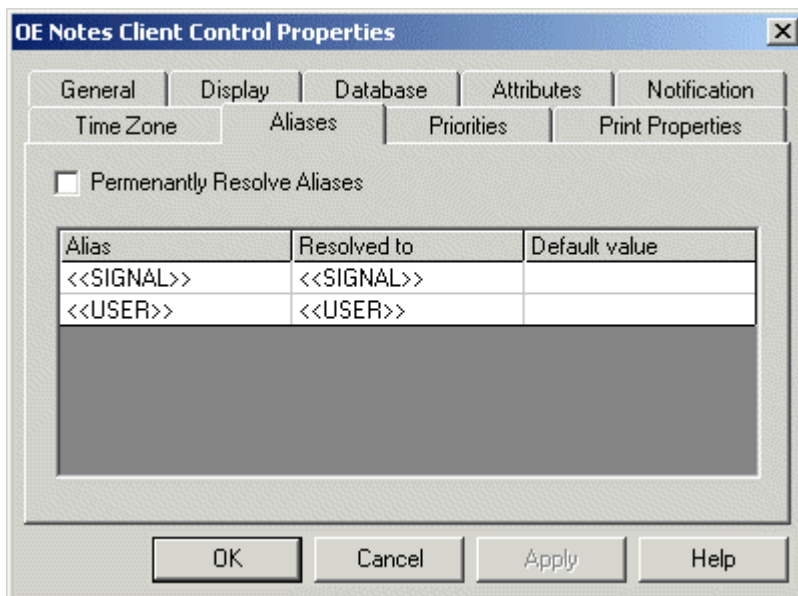 OE Notes Client Control Properties
General Display Database Attributes Notification
Time Zone Aliases Priorities Print Properties
Permenantly Resolve Aliases
Alias Resolved to Default value
<<SIGNAL>> <<SIGNAL>>
<<USER>> <<USER>>
OK Cancel Apply Help